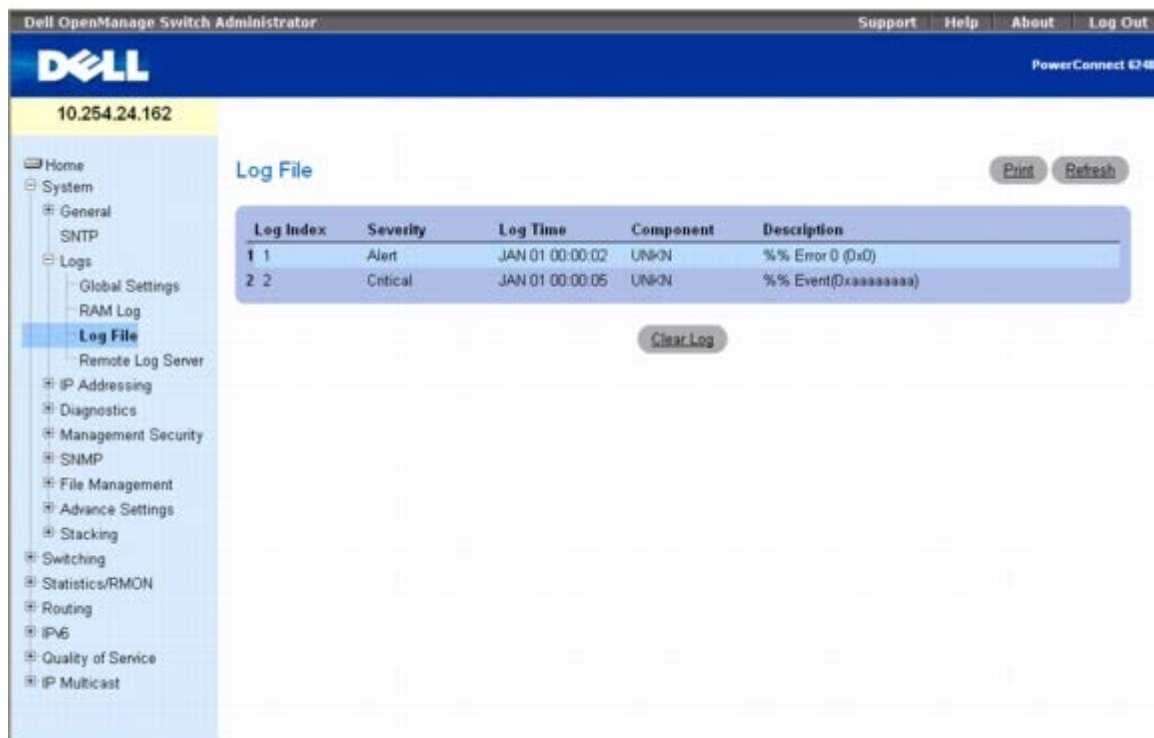 Dell OpenManage Switch Administrator Support Help About Log Out
DELL
PowerConnect 6248
10.254.24.162
Home
System
General
SNTP
Logs
Global Settings
RAM Log
Log File
Remote Log Server
IP Addressing
Diagnostics
Management Security
SNMP
File Management
Advance Settings
Stacking
Switching
Statistics/RMON
Routing
IPv6
Quality of Service
IP Multicast
Log File
Print Refresh
Log Index Severity Log Time Component Description
1 1 Alert JAN 01 00:00:02 UNKN %% Error 0 (0x0)
2 2 Critical JAN 01 00:00:05 UNKN %% Event(0xaaaaaaaa)
Clear Log